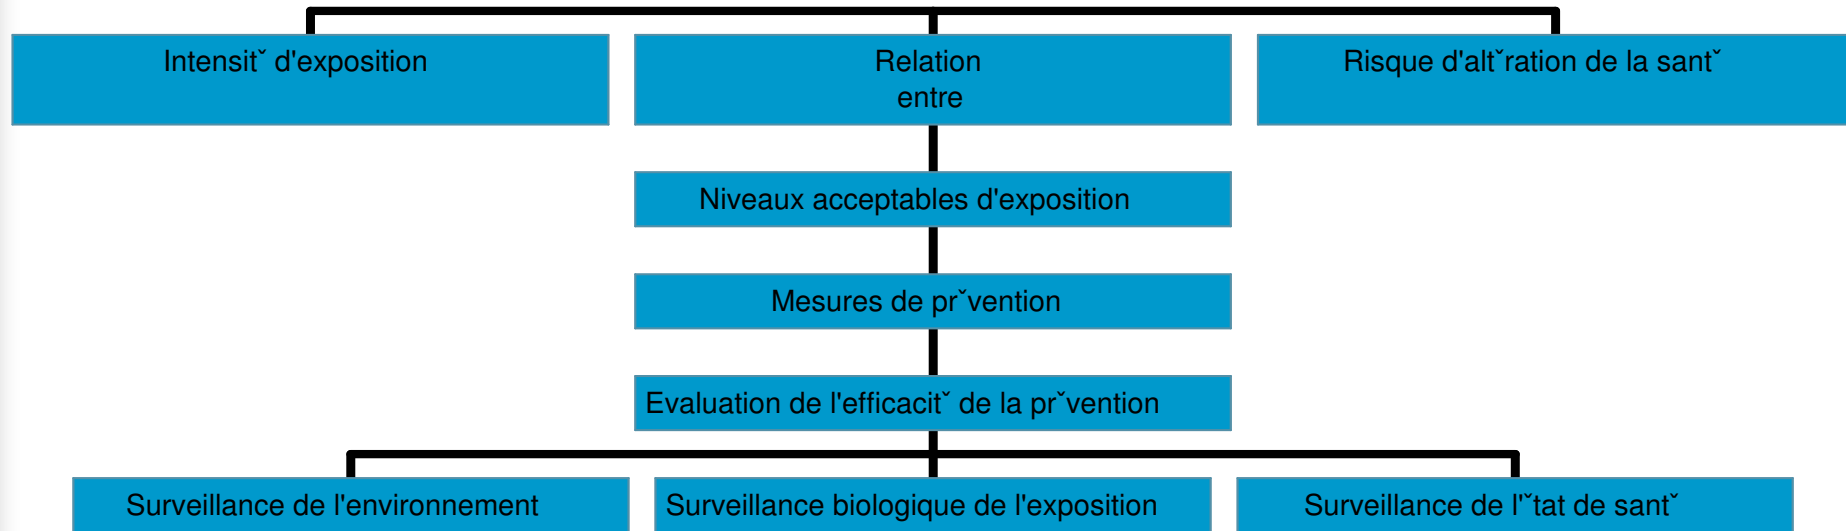 Intensitˇ d'exposition
Relation
entre
Risque d'altˇration de la santˇ
Niveaux acceptables d'exposition
Mesures de prˇvention
Evaluation de l'efficacitˇ de la prˇvention
Surveillance de l'environnement
Surveillance biologique de l'exposition
Surveillance de l'ˇtat de santˇ